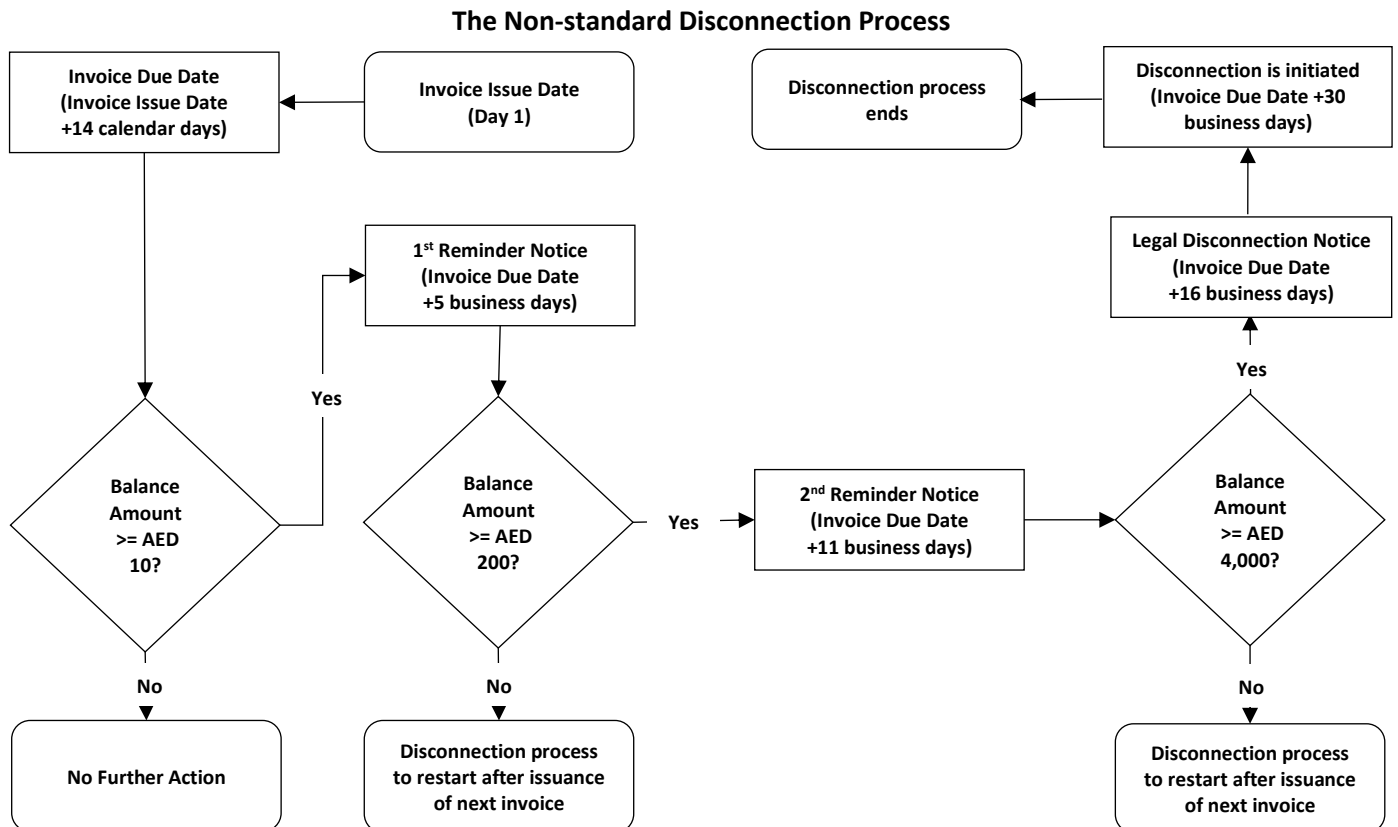 The Non-standard Disconnection Process
Invoice Due Date
(Invoice Issue Date
+14 calendar days)
Invoice Issue Date
(Day 1)
Disconnection process
ends
Disconnection is initiated
(Invoice Due Date +30
business days)
1st Reminder Notice
(Invoice Due Date
+5 business days)
Legal Disconnection Notice
(Invoice Due Date
+16 business days)
Yes
Yes
Balance
Amount
>= AED
10?
Balance
Amount
>= AED
200?
Yes
2nd Reminder Notice
(Invoice Due Date
+11 business days)
Balance
Amount
>= AED
4,000?
No
No
No
No Further Action
Disconnection process
to restart after issuance
of next invoice
Disconnection process
to restart after issuance
of next invoice